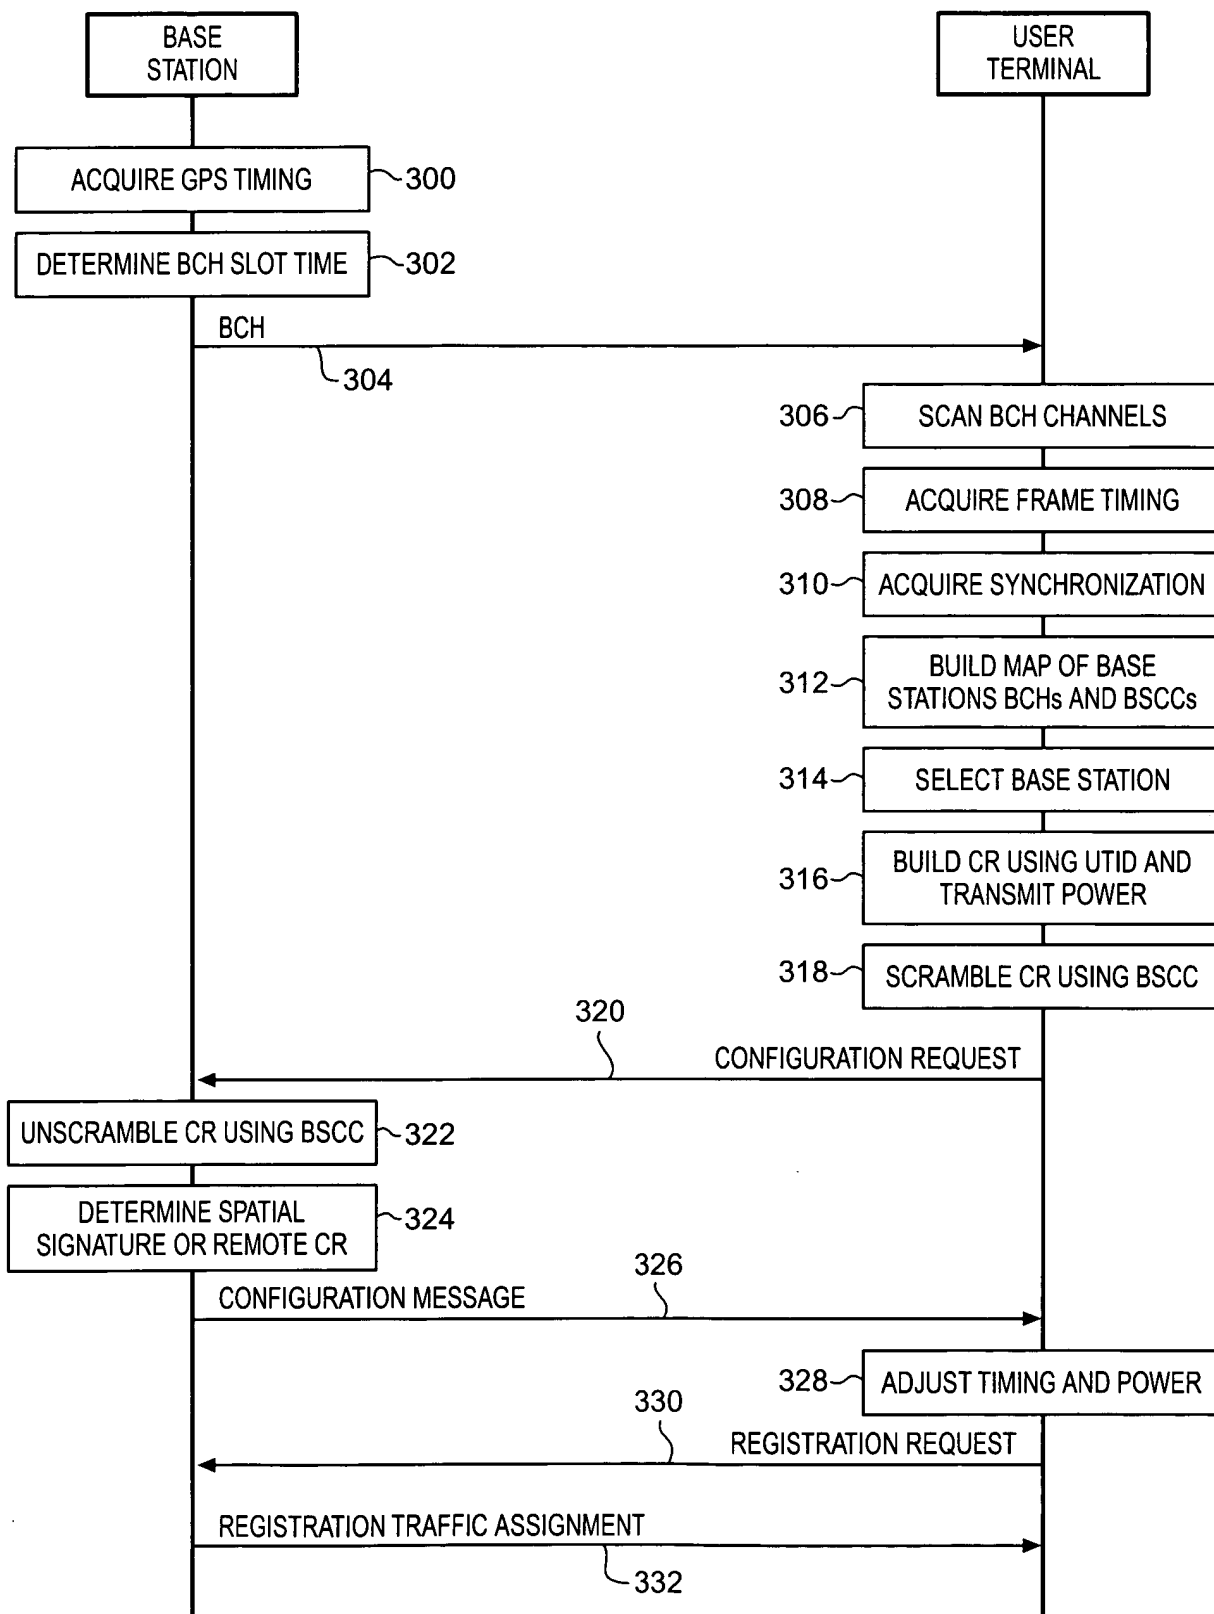 BASE
STATION
USER
TERMINAL
ACQUIRE GPS TIMING
300
DETERMINE BCH SLOT TIME
302
BCH
304
306
SCAN BCH CHANNELS
308
ACQUIRE FRAME TIMING
310
ACQUIRE SYNCHRONIZATION
312
BUILD MAP OF BASE
STATIONS BCHs AND BSCCs
314
SELECT BASE STATION
316
BUILD CR USING UTID AND
TRANSMIT POWER
318
SCRAMBLE CR USING BSCC
320
CONFIGURATION REQUEST
UNSCRAMBLE CR USING BSCC
322
DETERMINE SPATIAL
SIGNATURE OR REMOTE CR
324
326
CONFIGURATION MESSAGE
328
ADJUST TIMING AND POWER
330
REGISTRATION REQUEST
REGISTRATION TRAFFIC ASSIGNMENT
332